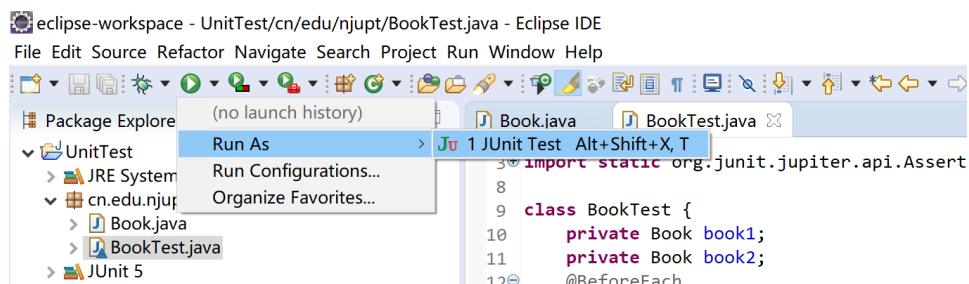 eclipse-workspace - UnitTest/cn/edu/njupt/BookTest.java - Eclipse IDE
File Edit Source Refactor Navigate Search Project Run Window Help
Package Explore
(no launch history)
Run As
1 JUnit Test Alt+Shift+X, T
Run Configurations...
Organize Favorites...
UnitTest
JRE System
cn.edu.njup
Book.java
BookTest.java
JUnit 5
Book.java
BookTest.java
3 import static org.junit.jupiter.api.Assert
8
9 class BookTest {
10 private Book book1;
11 private Book book2;
12 @BeforeEach